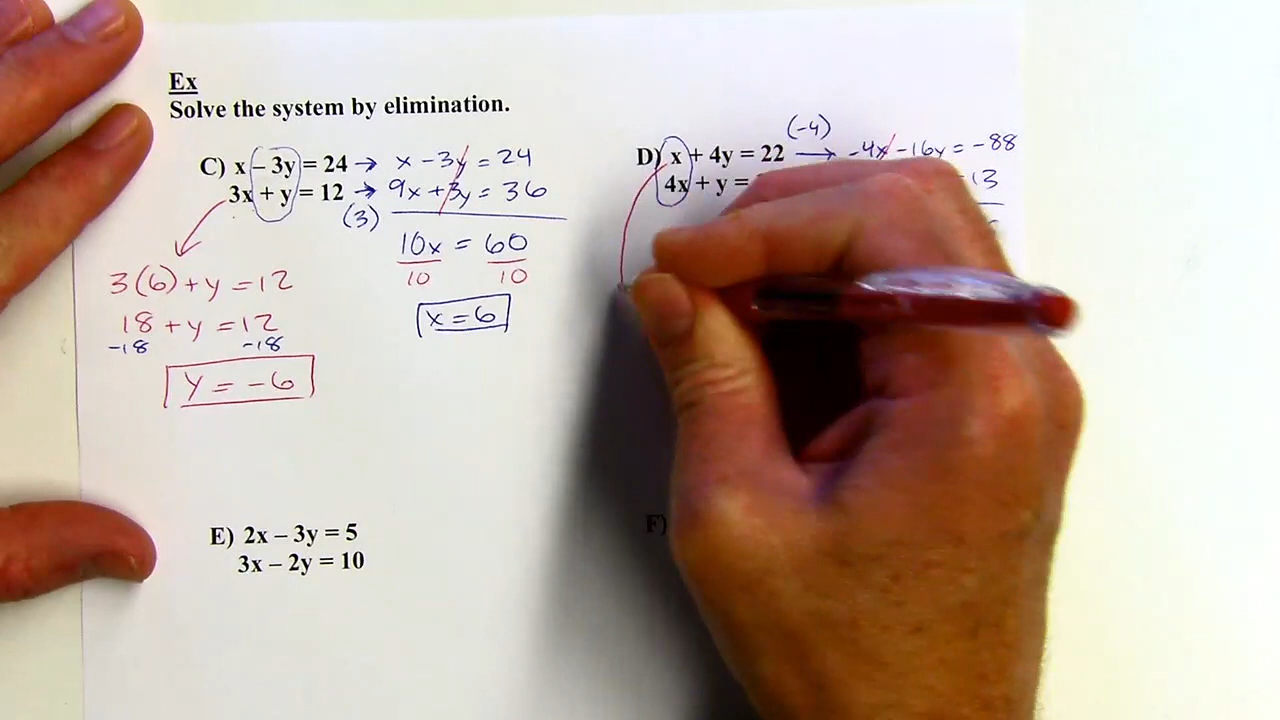 Ex
Solve the system by elimination.
C) x – 3y = 24 → x - 3y = 24
3x + y = 12 → 9x + 3y = 36
(3)
10x = 60
10 10
x = 6
3(6) + y = 12
18 + y = 12
-18 -18
y = -6
(-4)
D) x + 4y = 22 → -4x - 16y = -88
4x + y = 13
E) 2x – 3y = 5
3x – 2y = 10
F)